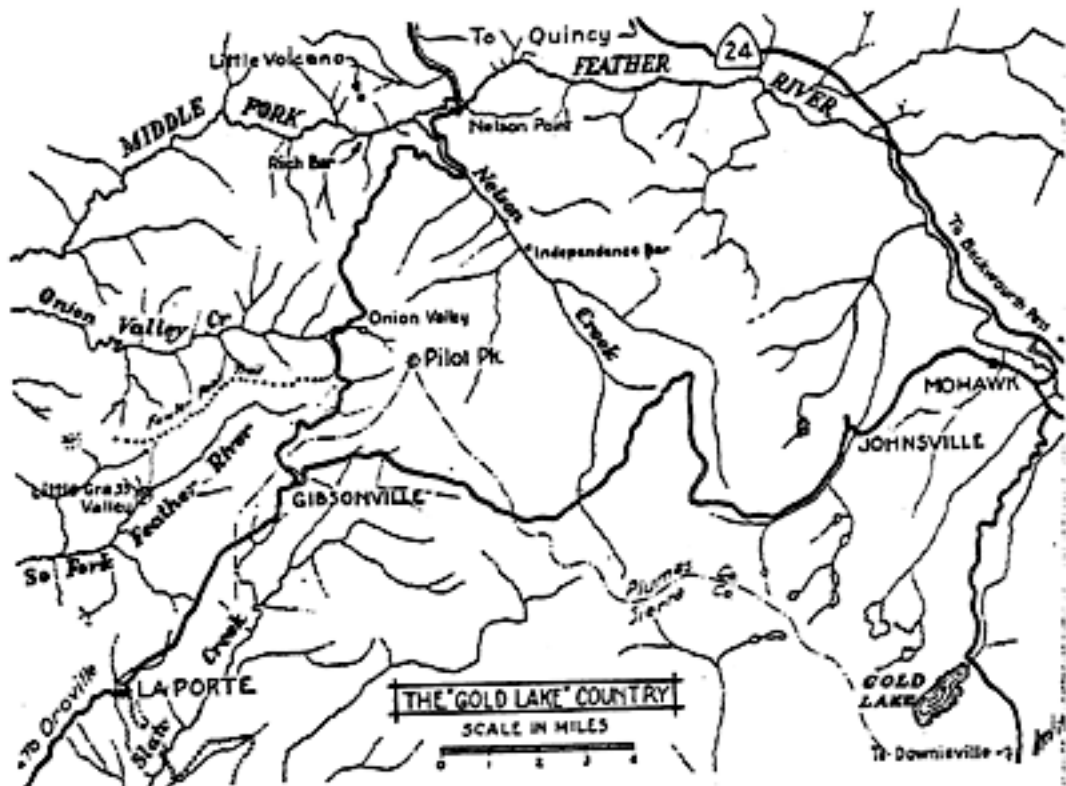 To Quincy
24
Little Volcano
FEATHER
RIVER
MIDDLE
FORK
Nelson Point
Rich Bar
Nelson
Independence Bar
To Beckwourth Pass
Onion
Valley Cr
Onion Valley
Creek
Pilot Pk.
Trail
MOHAWK
JOHNSVILLE
Little Grass
Valley
GIBSONVILLE
Feather River
So Fork
Plumas Co
Sierra Co
Creek
LA PORTE
Slate
To Oroville
GOLD
LAKE
THE "GOLD LAKE" COUNTRY
SCALE IN MILES
0 1 2 3 4
To Downieville